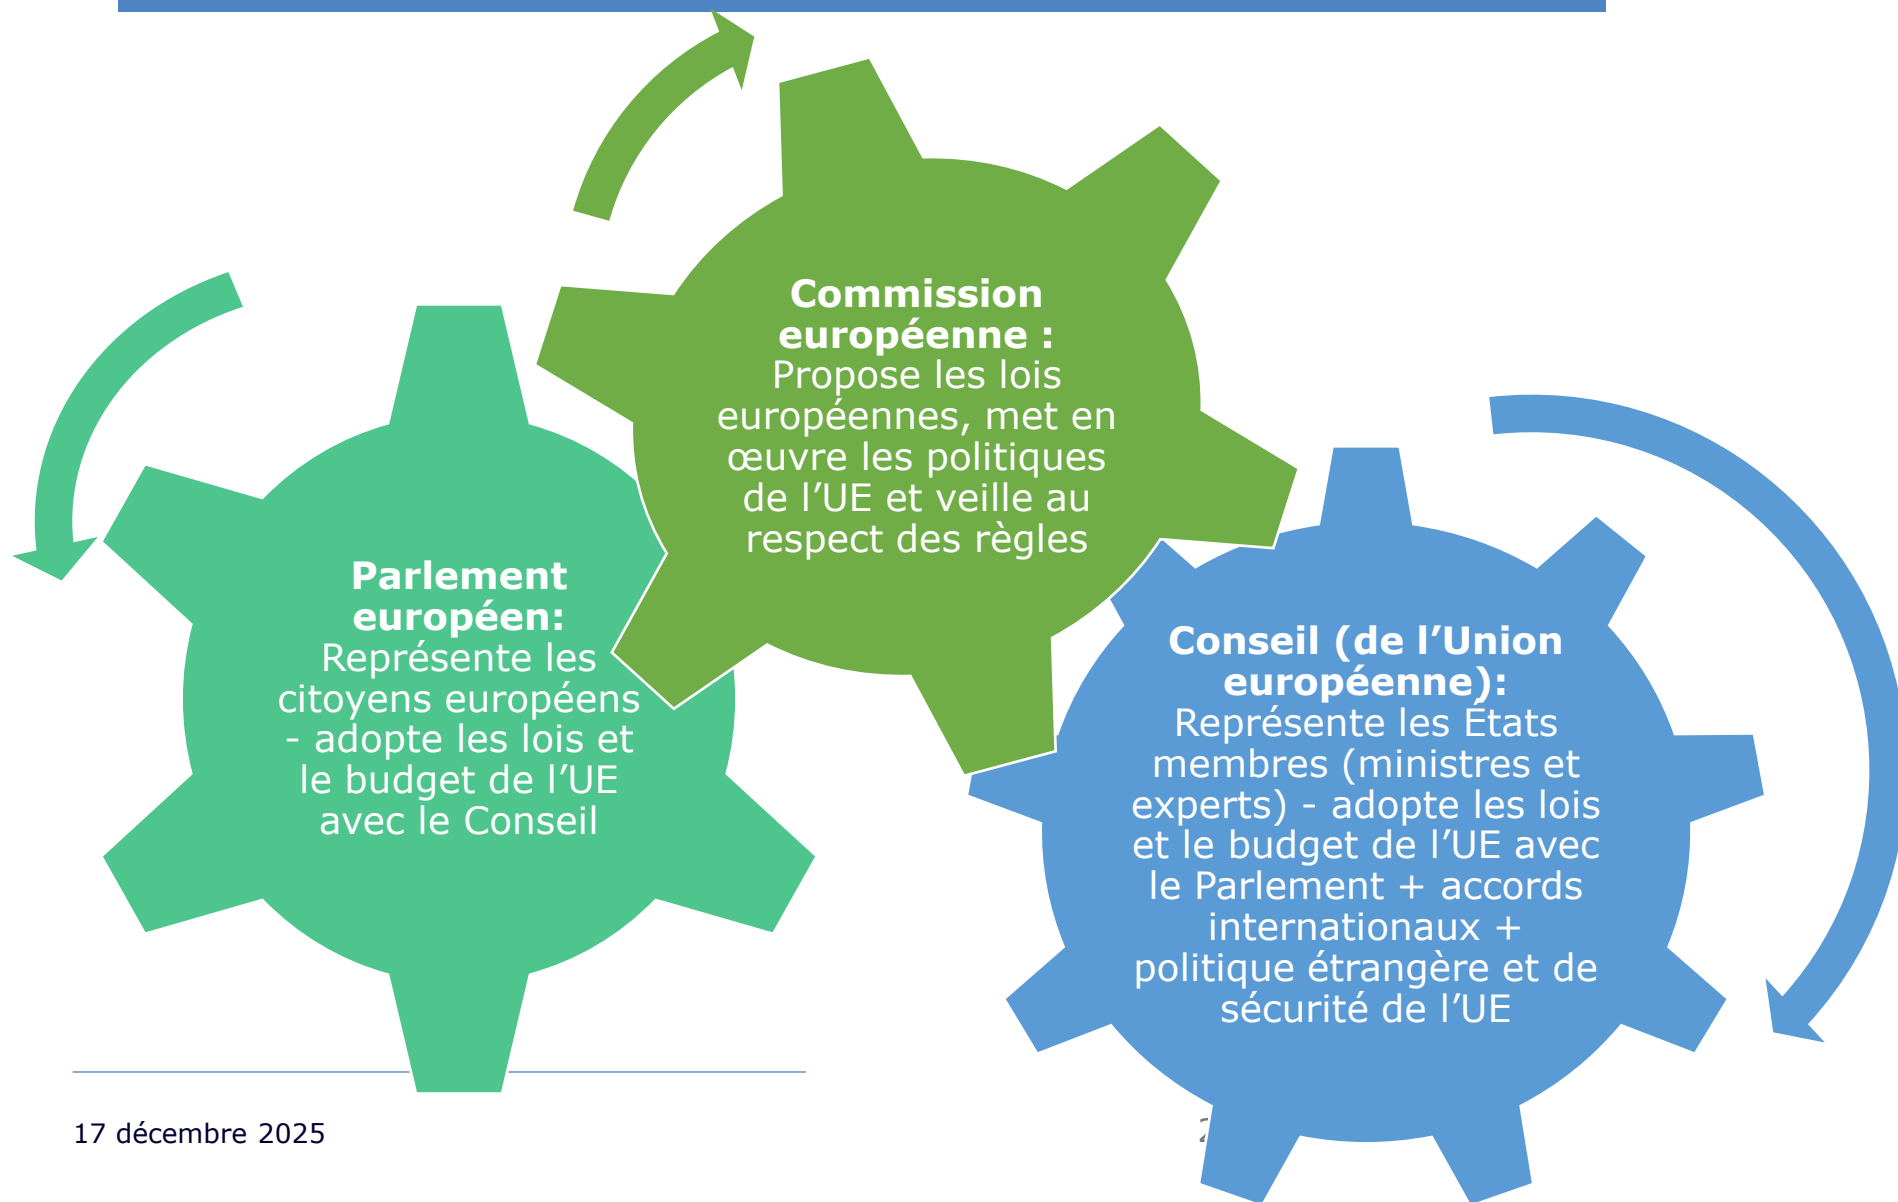 Commission
européenne :
Propose les lois
européennes, met en
œuvre les politiques
de l’UE et veille au
respect des règles
Parlement
européen:
Représente les
citoyens européens
- adopte les lois et
le budget de l’UE
avec le Conseil
Conseil (de l’Union
européenne):
Représente les États
membres (ministres et
experts) - adopte les lois
et le budget de l’UE avec
le Parlement + accords
internationaux +
politique étrangère et de
sécurité de l’UE
17 décembre 2025